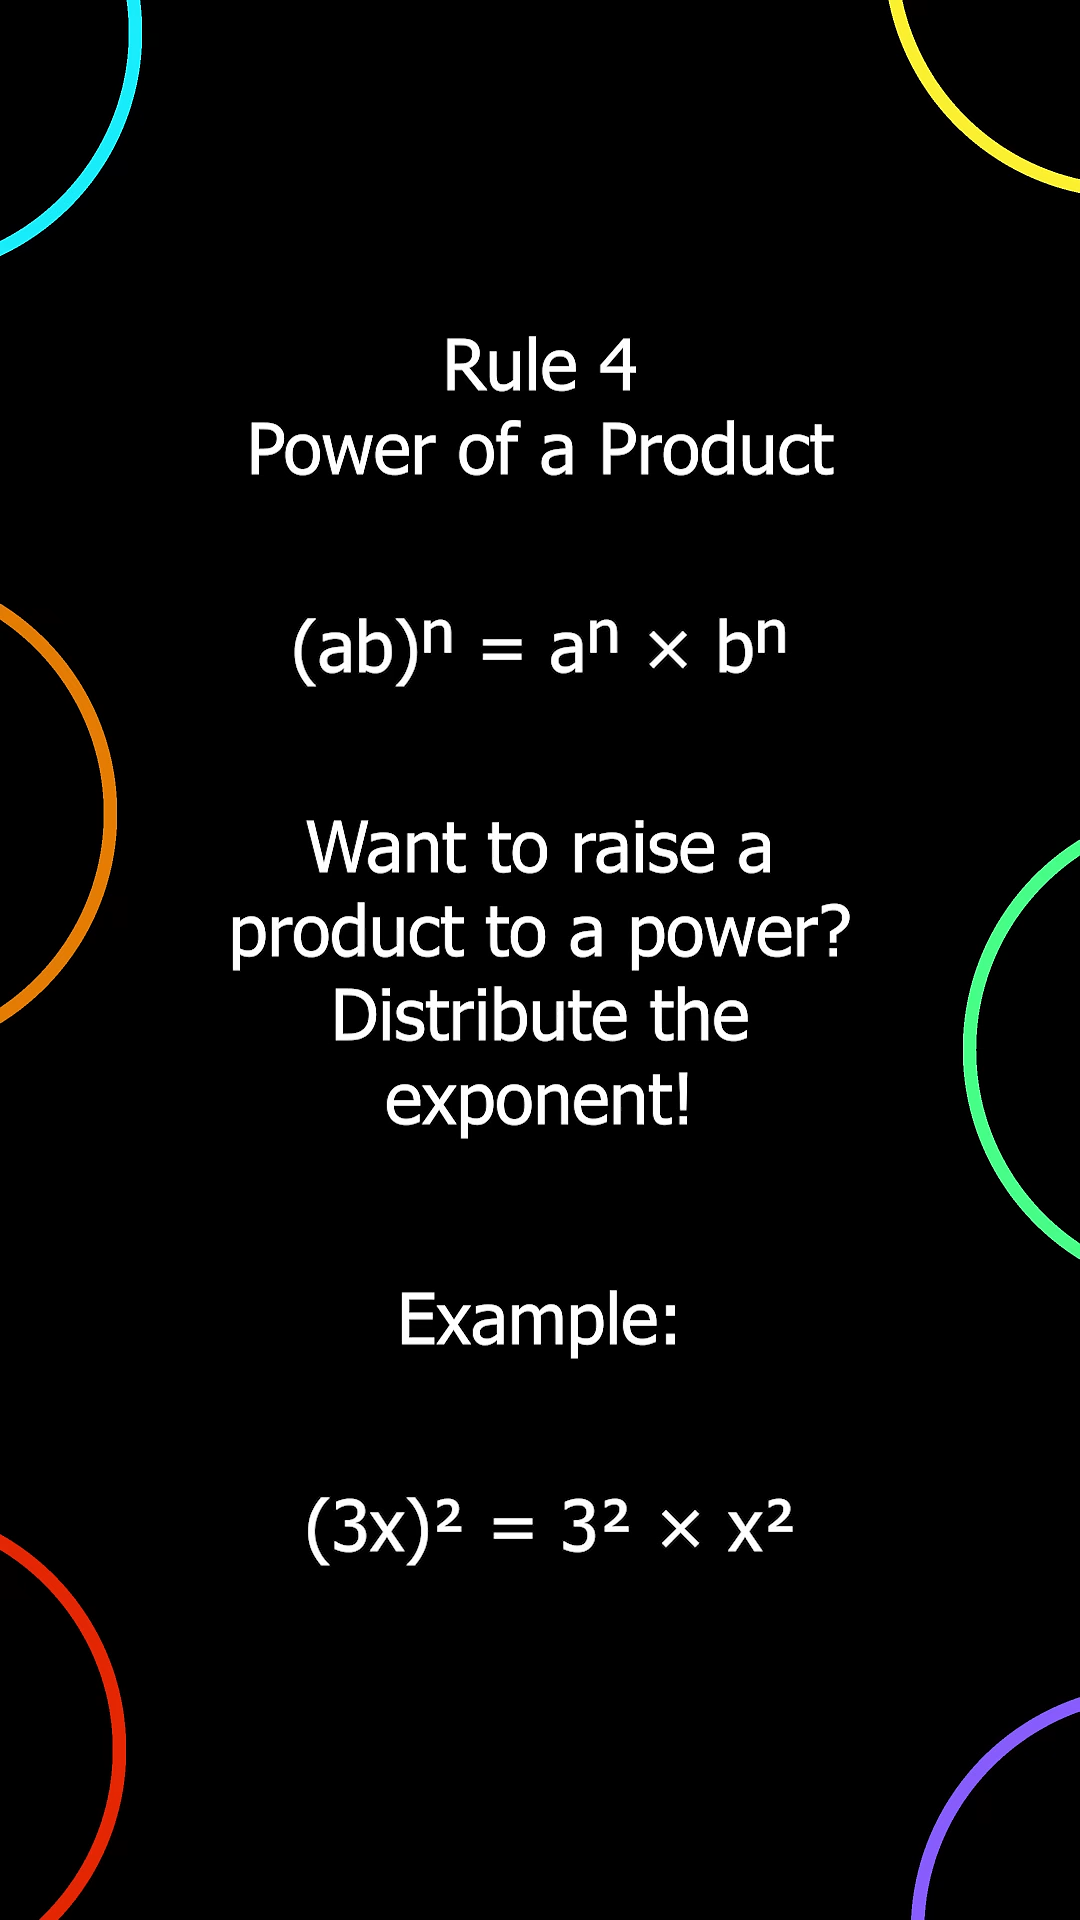 Rule 4
Power of a Product
(ab)ⁿ = aⁿ × bⁿ
Want to raise a
product to a power?
Distribute the
exponent!
Example:
(3x)² = 3² × x²